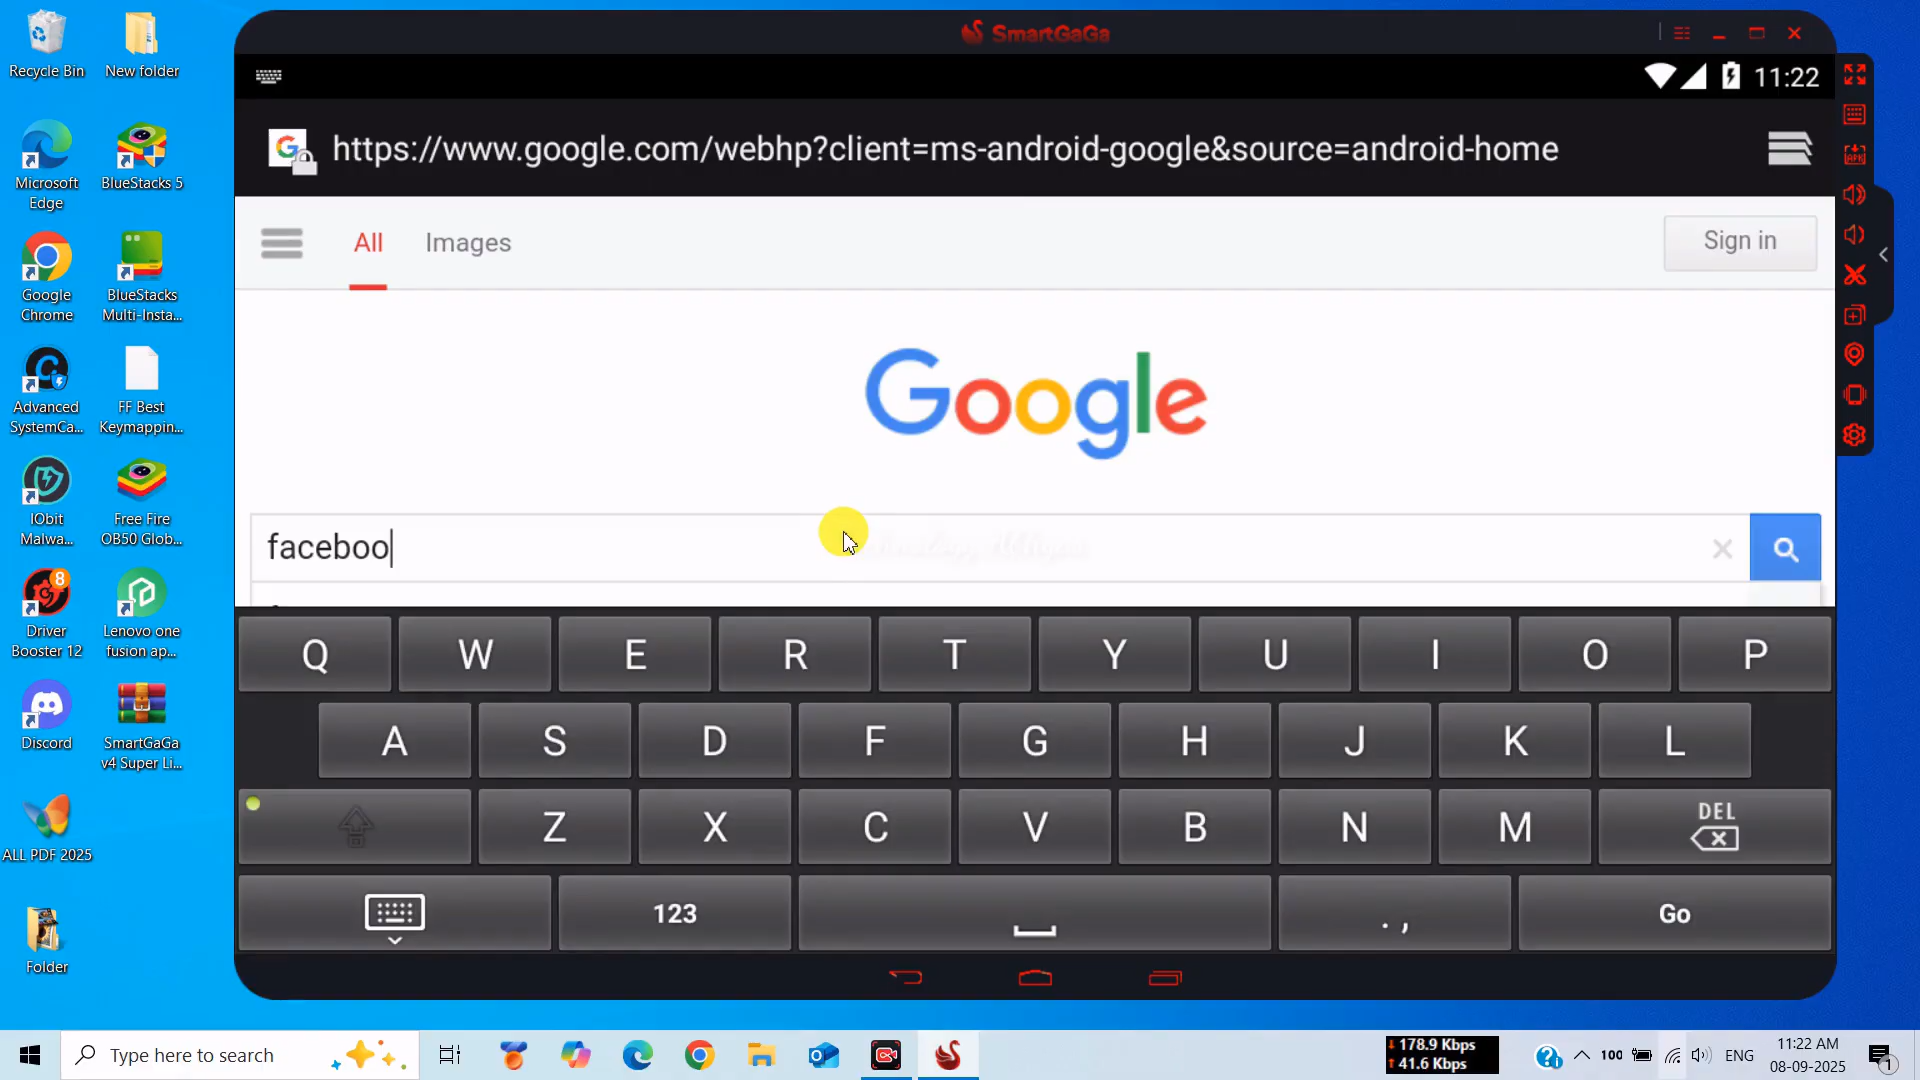 SmartGaGa
11:22
https://www.google.com/webhp?client=ms-android-google&source=android-home
All
Images
Sign in
Google
faceboo
Q W E R T Y U I O P
A S D F G H J K L
Z X C V B N M DEL
123 . , Go
Recycle Bin
New folder
Microsoft
Edge
BlueStacks 5
Google
Chrome
BlueStacks
Multi-Insta...
Advanced
SystemCa...
FF Best
Keymapping...
IObit
Malwa...
Free Fire
OB50 Glob...
8
Driver
Booster 12
Lenovo one
fusion ap...
Discord
SmartGaGa
v4 Super Li...
ALL PDF 2025
Folder
APK
Type here to search
178.9 Kbps
41.6 Kbps
100
ENG
11:22 AM
08-09-2025
1